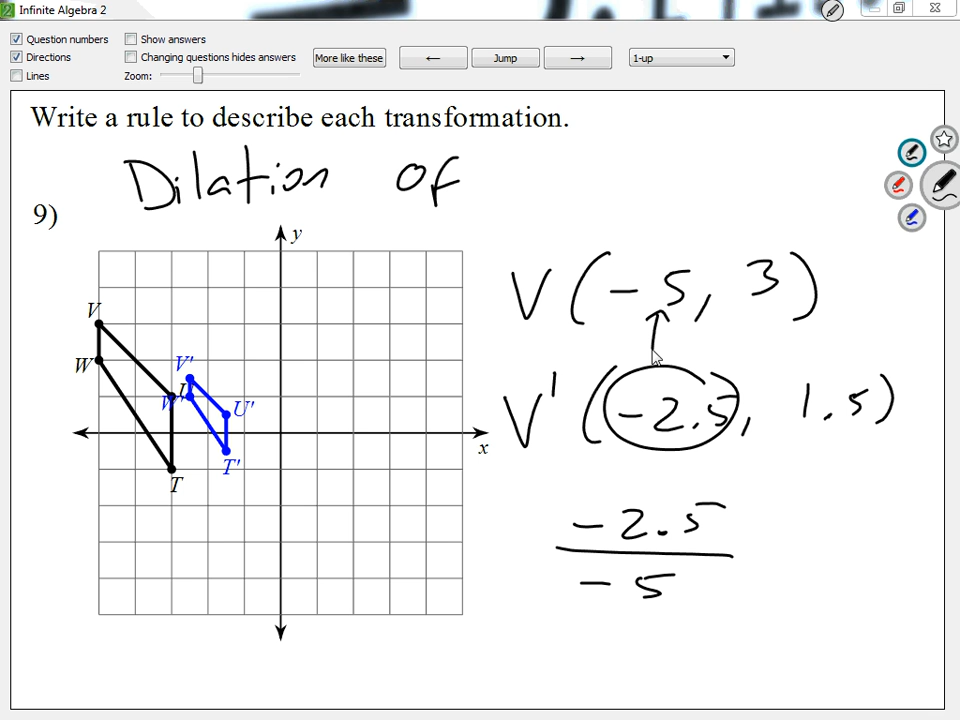 2 Infinite Algebra 2
Question numbers
Show answers
Directions
Changing questions hides answers
More like these
←
Jump
→
1-up
Lines
Zoom:
Write a rule to describe each transformation.
Dilation of
9)
y
V(-5, 3)
V
W
V'
U'
W'
x
T'
T
V'(-2.5, 1.5)
-2.5
-5